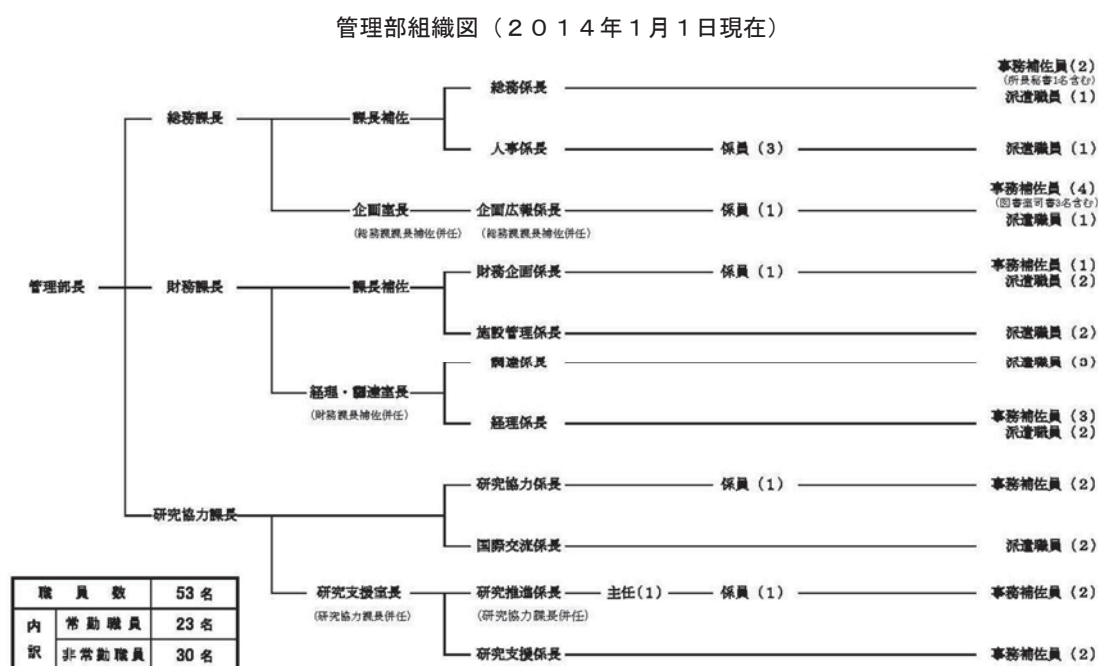 管理部組織図（２０１４年１月１日現在）
事務補佐員(２)
(所長秘書1名含む)
総務係長
派遣職員（１）
総務課長
課長補佐
人事係長
係員（３）
派遣職員（１）
事務補佐員（４）
(図書室司書3名含む)
企画室長
企画広報係長
係員（１）
派遣職員（１）
(総務課課長補佐併任)
(総務課課長補佐併任)
財務企画係長
係員（１）
事務補佐員（１）
派遣職員（２）
管理部長
財務課長
課長補佐
施設管理係長
派遣職員（２）
調達係長
派遣職員（３）
経理・調達室長
(財務課長補佐併任)
経理係長
事務補佐員（３）
派遣職員（２）
研究協力係長
係員（１）
事務補佐員（２）
研究協力課長
国際交流係長
派遣職員（２）
研究支援室長
研究推進係長
主任(１)
係員（１）
事務補佐員（２）
(研究協力課長併任)
(研究協力課長併任)
研究支援係長
事務補佐員（２）
職員数 53名
内訳
常勤職員 23名
非常勤職員 30名